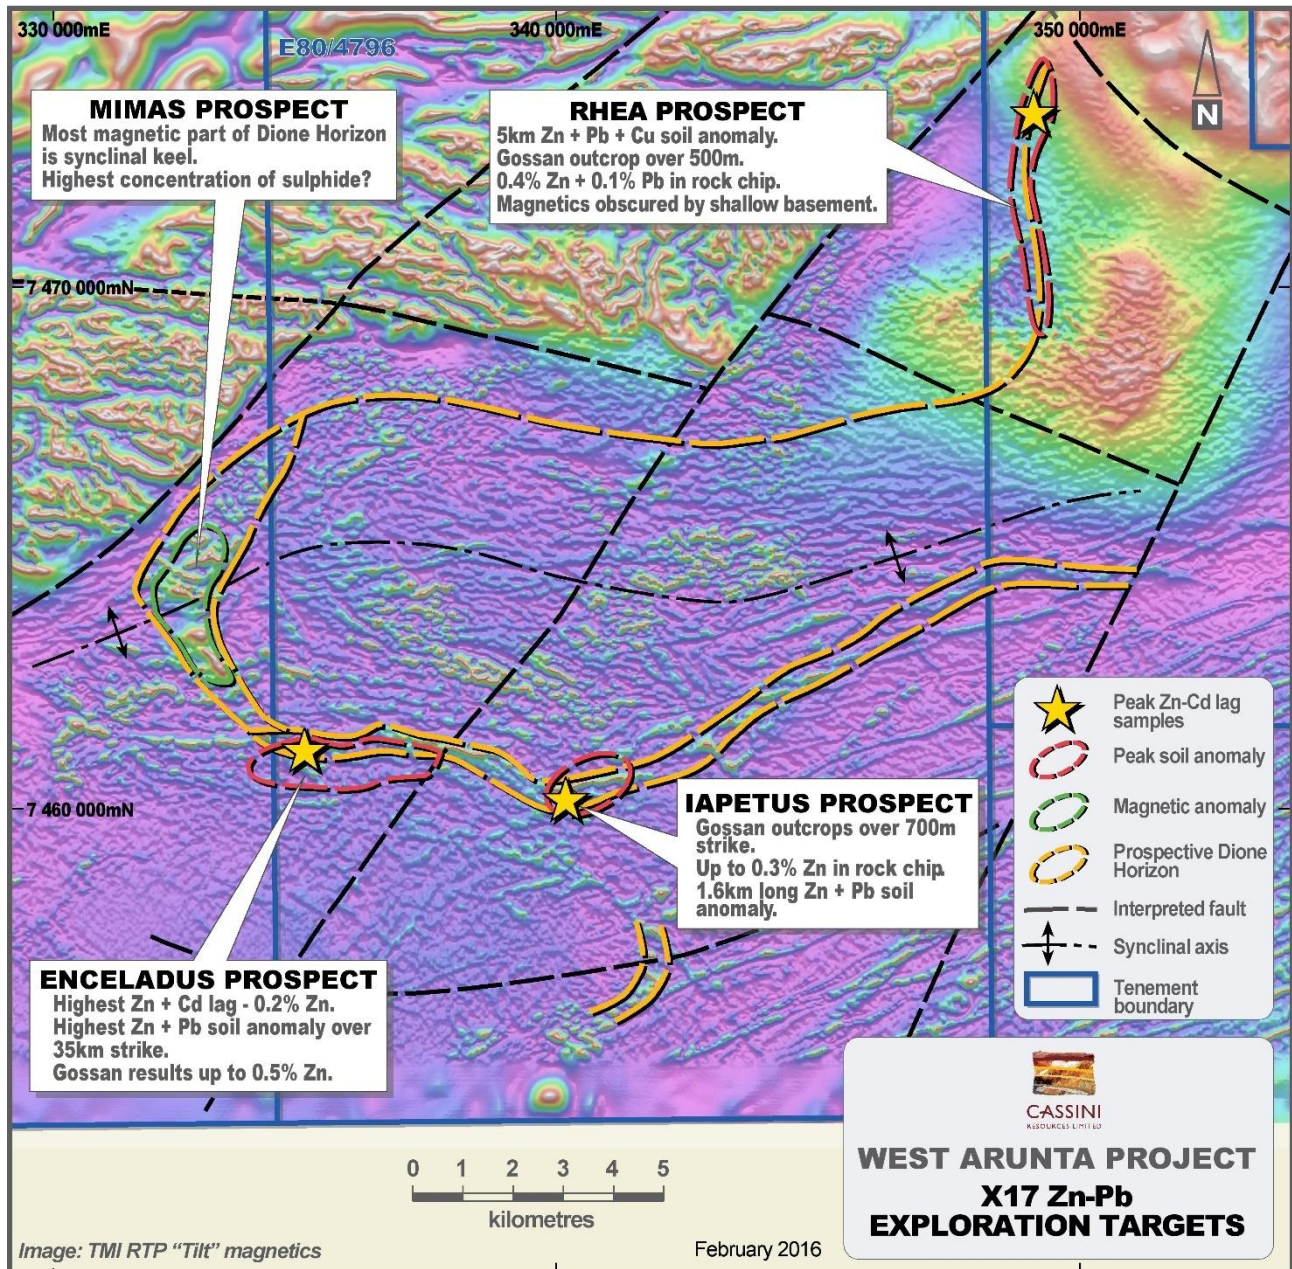 330 000mE
340 000mE
350 000mE
E80/4796
MIMAS PROSPECT
Most magnetic part of Dione Horizon
is synclinal keel.
Highest concentration of sulphide?
RHEA PROSPECT
5km Zn + Pb + Cu soil anomaly.
Gossan outcrop over 500m.
0.4% Zn + 0.1% Pb in rock chip.
Magnetics obscured by shallow basement.
N
7 470 000mN
7 460 000mN
IAPETUS PROSPECT
Gossan outcrops over 700m
strike.
Up to 0.3% Zn in rock chip.
1.6km long Zn + Pb soil
anomaly.
ENCELADUS PROSPECT
Highest Zn + Cd lag - 0.2% Zn.
Highest Zn + Pb soil anomaly over
35km strike.
Gossan results up to 0.5% Zn.
Peak Zn-Cd lag
samples
Peak soil anomaly
Magnetic anomaly
Prospective Dione
Horizon
Interpreted fault
Synclinal axis
Tenement
boundary
CASSINI
RESOURCES LIMITED
WEST ARUNTA PROJECT
X17 Zn-Pb
EXPLORATION TARGETS
0 1 2 3 4 5
kilometres
Image: TMI RTP “Tilt” magnetics
February 2016